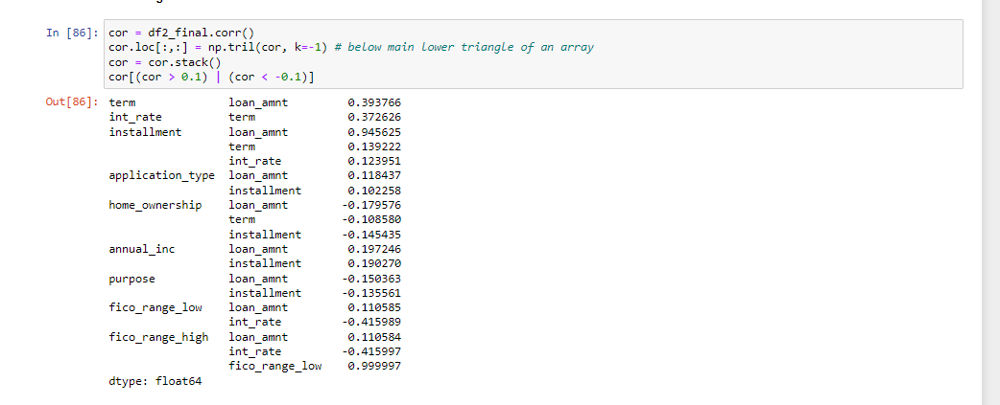 In [86]: cor = df2_final.corr()
cor.loc[:,:] = np.tril(cor, k=-1) # below main lower triangle of an array
cor = cor.stack()
cor[(cor > 0.1) | (cor < -0.1)]
Out[86]: term loan_amnt 0.393766
int_rate term 0.372626
installment loan_amnt 0.945625
term 0.139222
int_rate 0.123951
application_type loan_amnt 0.118437
installment 0.102258
home_ownership loan_amnt -0.179576
term -0.108580
installment -0.145435
annual_inc loan_amnt 0.197246
installment 0.190270
purpose loan_amnt -0.150363
installment -0.135561
fico_range_low loan_amnt 0.110585
int_rate -0.415989
fico_range_high loan_amnt 0.110584
int_rate -0.415997
fico_range_low 0.999997
dtype: float64